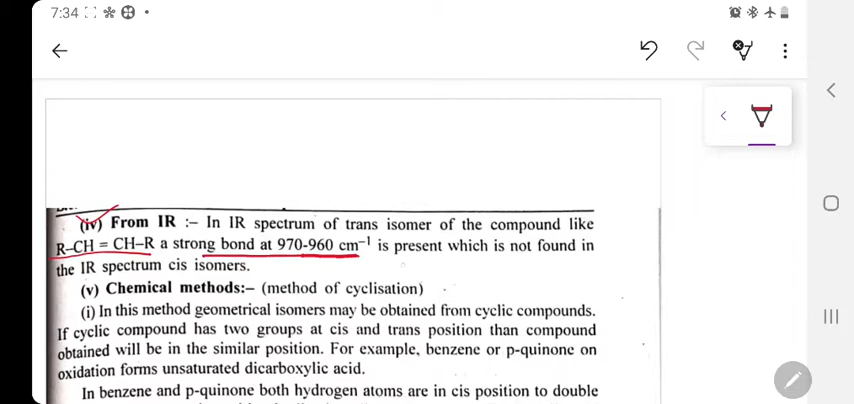 7:34
(iv) From IR :– In IR spectrum of trans isomer of the compound like
R–CH = CH–R a strong bond at 970-960 cm⁻¹ is present which is not found in
the IR spectrum cis isomers.
(v) Chemical methods:– (method of cyclisation)
(i) In this method geometrical isomers may be obtained from cyclic compounds.
If cyclic compound has two groups at cis and trans position than compound
obtained will be in the similar position. For example, benzene or p-quinone on
oxidation forms unsaturated dicarboxylic acid.
In benzene and p-quinone both hydrogen atoms are in cis position to double